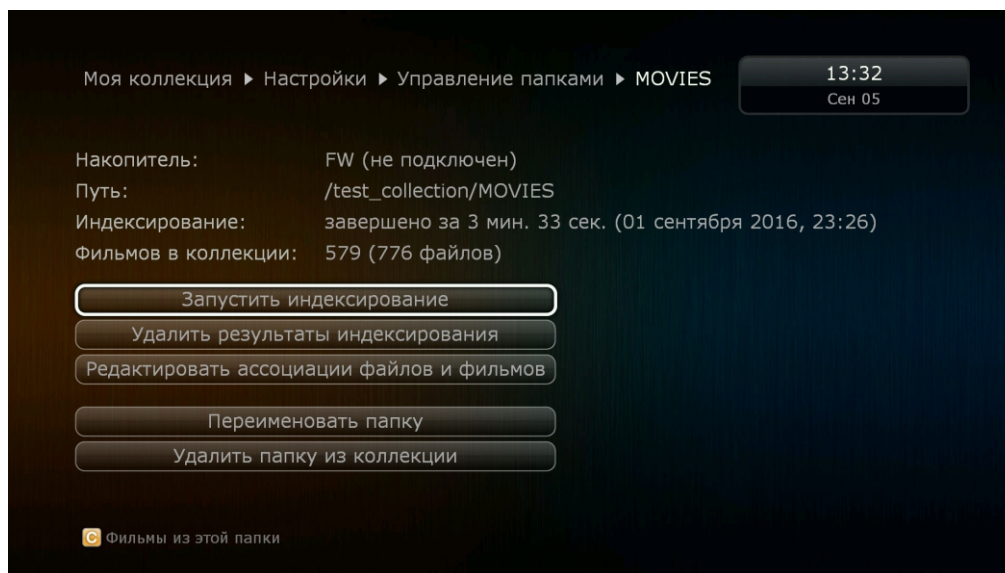 Моя коллекция ▶ Настройки ▶ Управление папками ▶ MOVIES
13:32
Сен 05
Накопитель: FW (не подключен)
Путь: /test_collection/MOVIES
Индексирование: завершено за 3 мин. 33 сек. (01 сентября 2016, 23:26)
Фильмов в коллекции: 579 (776 файлов)
Запустить индексирование
Удалить результаты индексирования
Редактировать ассоциации файлов и фильмов
Переименовать папку
Удалить папку из коллекции
C Фильмы из этой папки